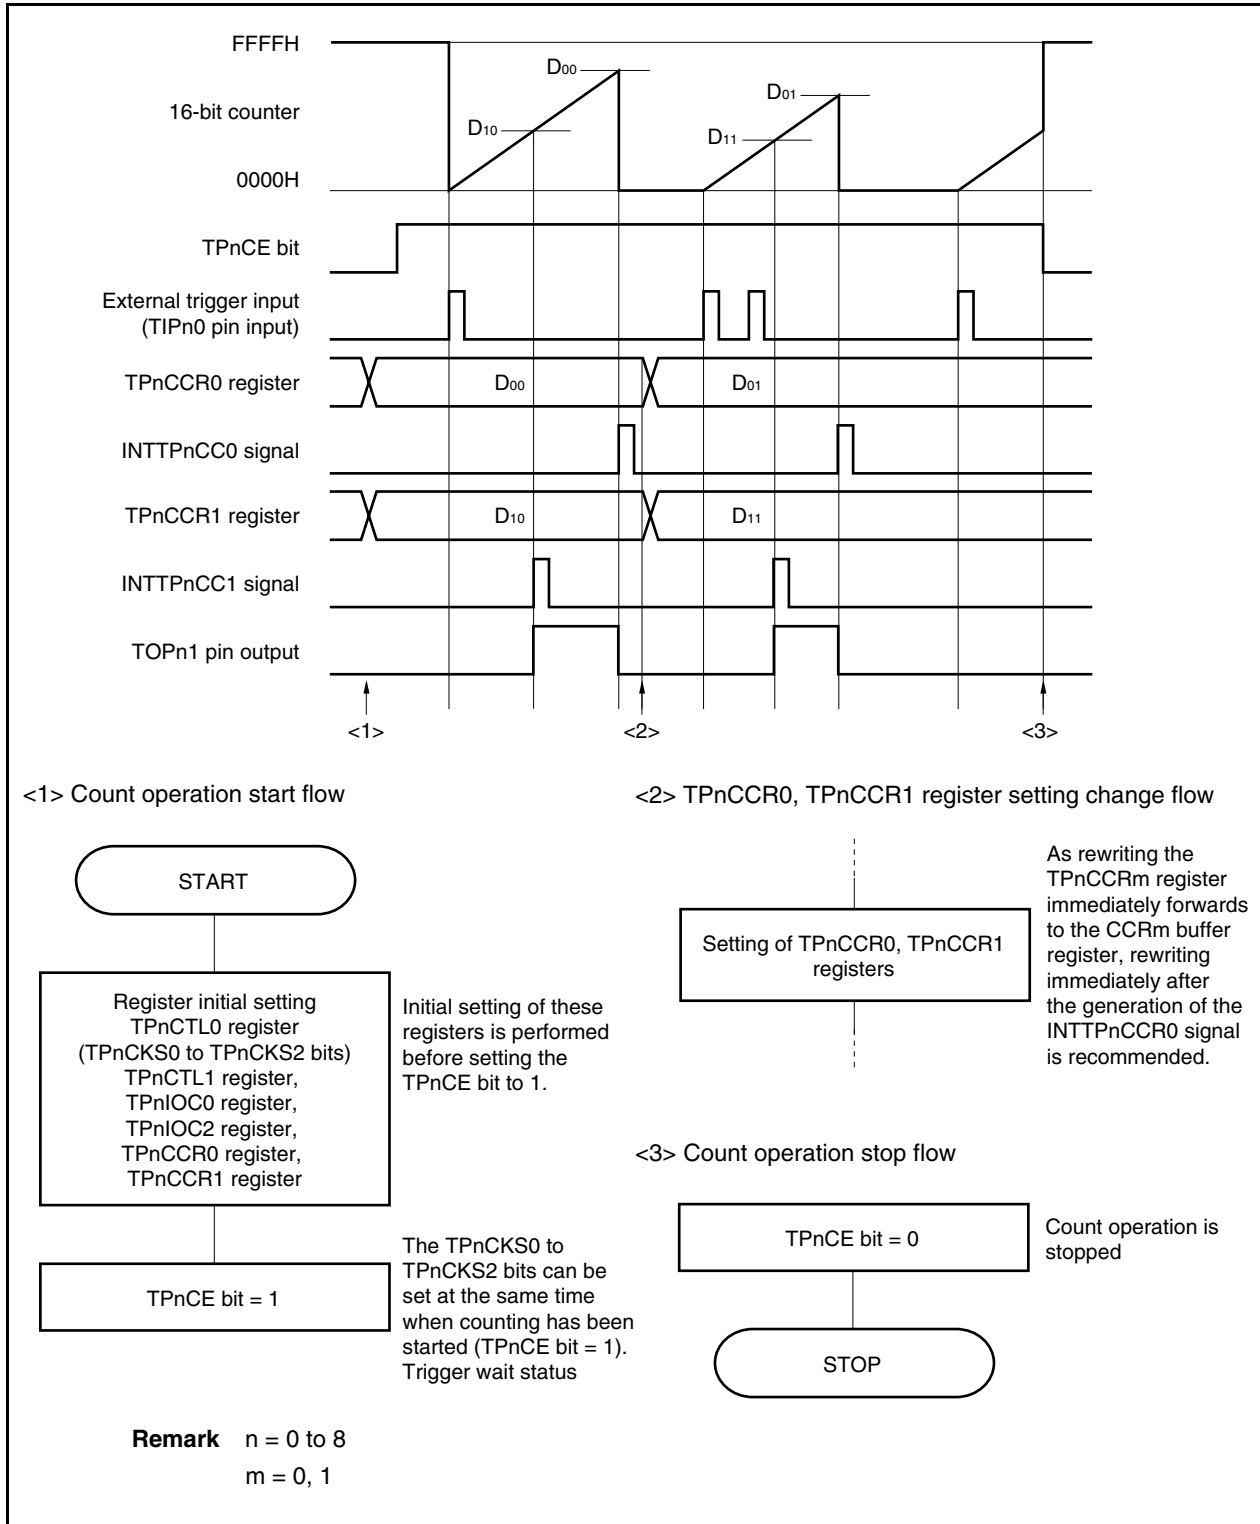 FFFFH
D00
D01
16-bit counter
D10
D11
0000H
TPnCE bit
External trigger input
(TIPn0 pin input)
TPnCCR0 register
D00
D01
INTTPnCC0 signal
TPnCCR1 register
D10
D11
INTTPnCC1 signal
TOPn1 pin output
<1>
<2>
<3>
<1> Count operation start flow
START
Register initial setting
TPnCTL0 register
(TPnCKS0 to TPnCKS2 bits)
TPnCTL1 register,
TPnIOC0 register,
TPnIOC2 register,
TPnCCR0 register,
TPnCCR1 register
Initial setting of these
registers is performed
before setting the
TPnCE bit to 1.
TPnCE bit = 1
The TPnCKS0 to
TPnCKS2 bits can be
set at the same time
when counting has been
started (TPnCE bit = 1).
Trigger wait status
<2> TPnCCR0, TPnCCR1 register setting change flow
Setting of TPnCCR0, TPnCCR1
registers
As rewriting the
TPnCCRm register
immediately forwards
to the CCRm buffer
register, rewriting
immediately after
the generation of the
INTTPnCCR0 signal
is recommended.
<3> Count operation stop flow
TPnCE bit = 0
Count operation is
stopped
STOP
Remark n = 0 to 8
m = 0, 1